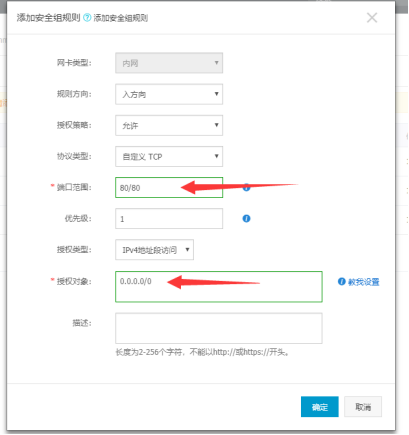 添加安全组规则 添加安全组规则
网卡类型： 内网
规则方向： 入方向
授权策略： 允许
协议类型： 自定义 TCP
* 端口范围： 80/80
优先级： 1
授权类型： IPv4地址段访问
* 授权对象： 0.0.0.0/0 教我设置
描述：
长度为2-256个字符，不能以http://或https://开头。
确定 取消